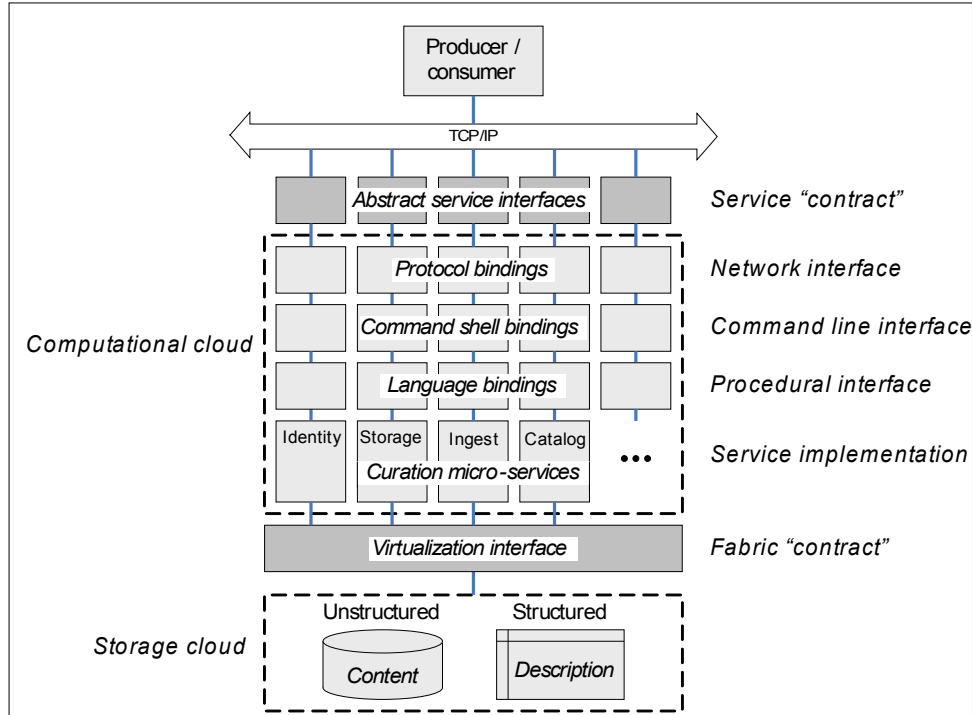 Producer /
consumer
TCP/IP
Abstract service interfaces
Service “contract”
Protocol bindings
Network interface
Command shell bindings
Command line interface
Computational cloud
Language bindings
Procedural interface
Identity
Storage
Ingest
Catalog
•••
Curation micro-services
Service implementation
Virtualization interface
Fabric “contract”
Unstructured
Structured
Storage cloud
Content
Description